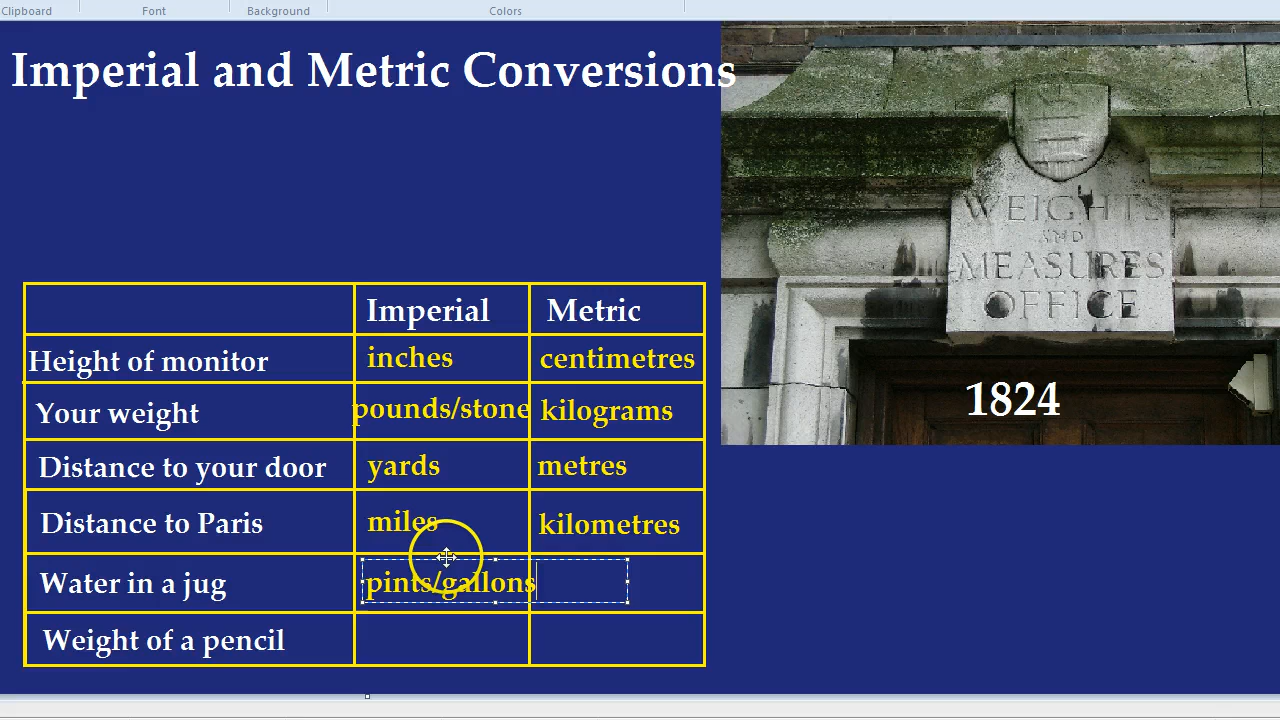 Clipboard Font Background Colors
Imperial and Metric Conversions
WEIGHTS
AND
MEASURES
OFFICE
1824
Imperial Metric
Height of monitor inches centimetres
Your weight pounds/stone kilograms
Distance to your door yards metres
Distance to Paris miles kilometres
Water in a jug pints/gallons
Weight of a pencil